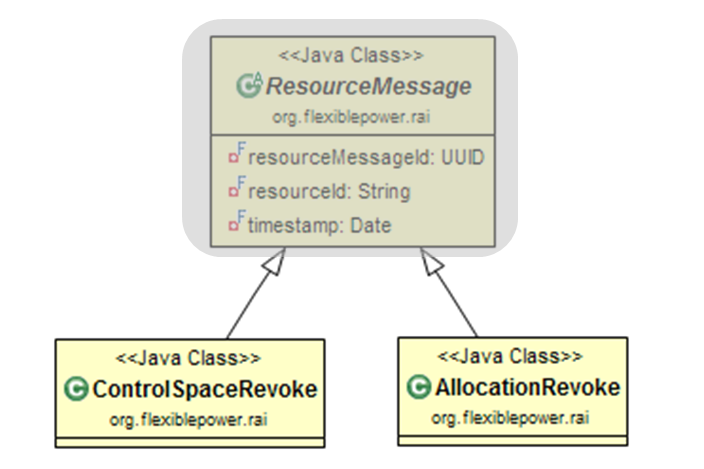 <<Java Class>>
ResourceMessage
org.flexiblepower.rai
resourceMessageId: UUID
resourceId: String
timestamp: Date
<<Java Class>>
ControlSpaceRevoke
org.flexiblepower.rai
<<Java Class>>
AllocationRevoke
org.flexiblepower.rai